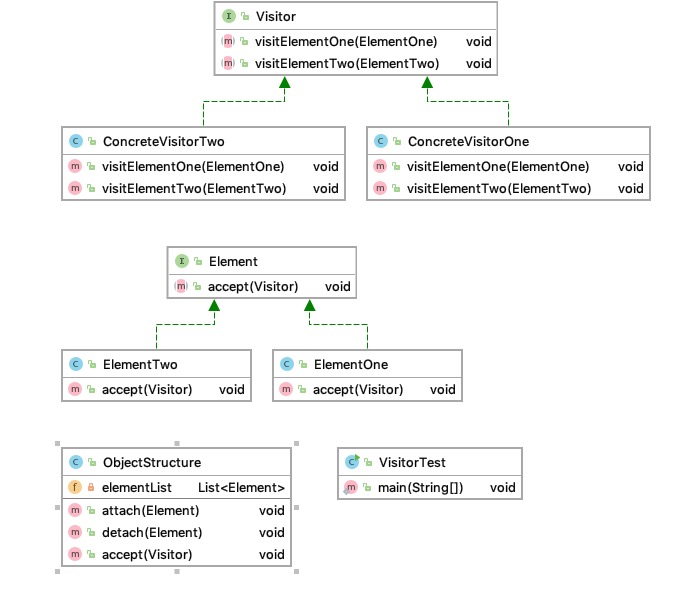 I Visitor
m visitElementOne(ElementOne) void
m visitElementTwo(ElementTwo) void
C ConcreteVisitorTwo
m visitElementOne(ElementOne) void
m visitElementTwo(ElementTwo) void
C ConcreteVisitorOne
m visitElementOne(ElementOne) void
m visitElementTwo(ElementTwo) void
I Element
m accept(Visitor) void
C ElementTwo
m accept(Visitor) void
C ElementOne
m accept(Visitor) void
C ObjectStructure
f elementList List<Element>
m attach(Element) void
m detach(Element) void
m accept(Visitor) void
C VisitorTest
m main(String[]) void